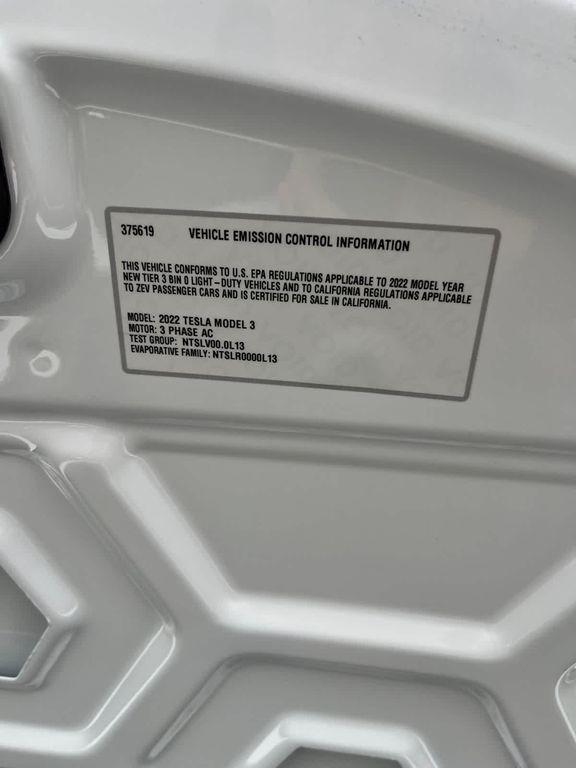 375619 VEHICLE EMISSION CONTROL INFORMATION
THIS VEHICLE CONFORMS TO U.S. EPA REGULATIONS APPLICABLE TO 2022 MODEL YEAR
NEW TIER 3 BIN 0 LIGHT-DUTY VEHICLES AND TO CALIFORNIA REGULATIONS APPLICABLE
TO ZEV PASSENGER CARS AND IS CERTIFIED FOR SALE IN CALIFORNIA.
MODEL: 2022 TESLA MODEL 3
MOTOR: 3 PHASE AC
TEST GROUP: NTSLV00.0L13
EVAPORATIVE FAMILY: NTSLR0000L13